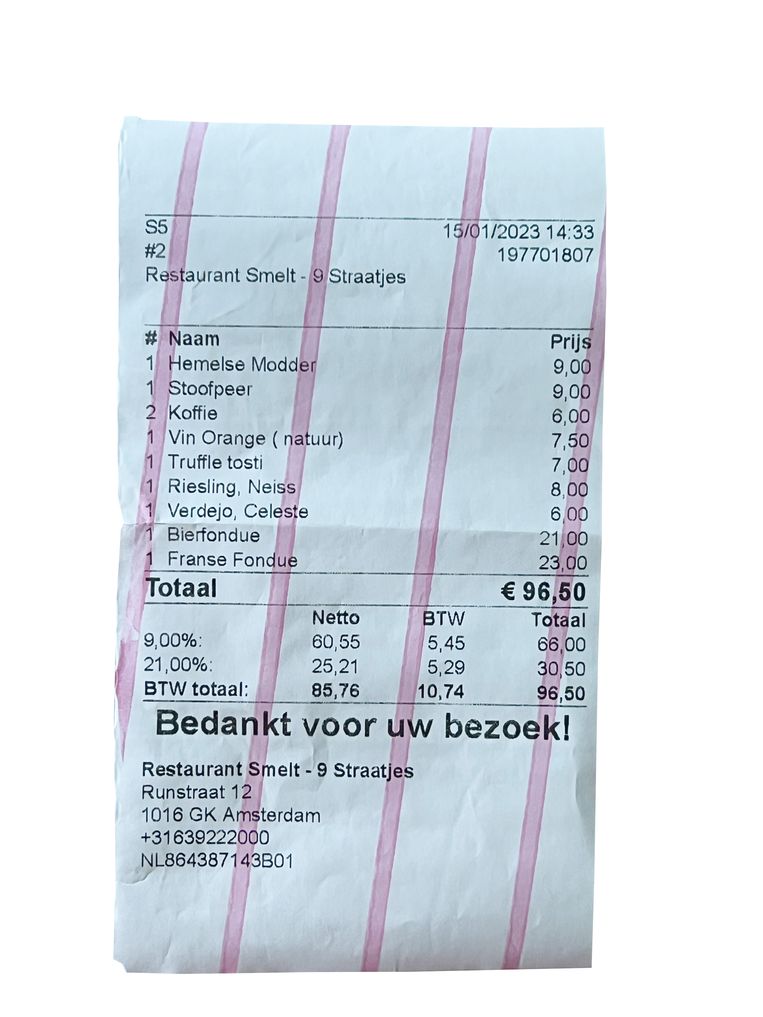 S5 15/01/2023 14:33
#2 197701807
Restaurant Smelt - 9 Straatjes
# Naam Prijs
1 Hemelse Modder 9,00
1 Stoofpeer 9,00
2 Koffie 6,00
1 Vin Orange ( natuur) 7,50
1 Truffle tosti 7,00
1 Riesling, Neiss 8,00
1 Verdejo, Celeste 6,00
1 Bierfondue 21,00
1 Franse Fondue 23,00
Totaal € 96,50
Netto BTW Totaal
9,00%: 60,55 5,45 66,00
21,00%: 25,21 5,29 30,50
BTW totaal: 85,76 10,74 96,50
Bedankt voor uw bezoek!
Restaurant Smelt - 9 Straatjes
Runstraat 12
1016 GK Amsterdam
+31639222000
NL864387143B01